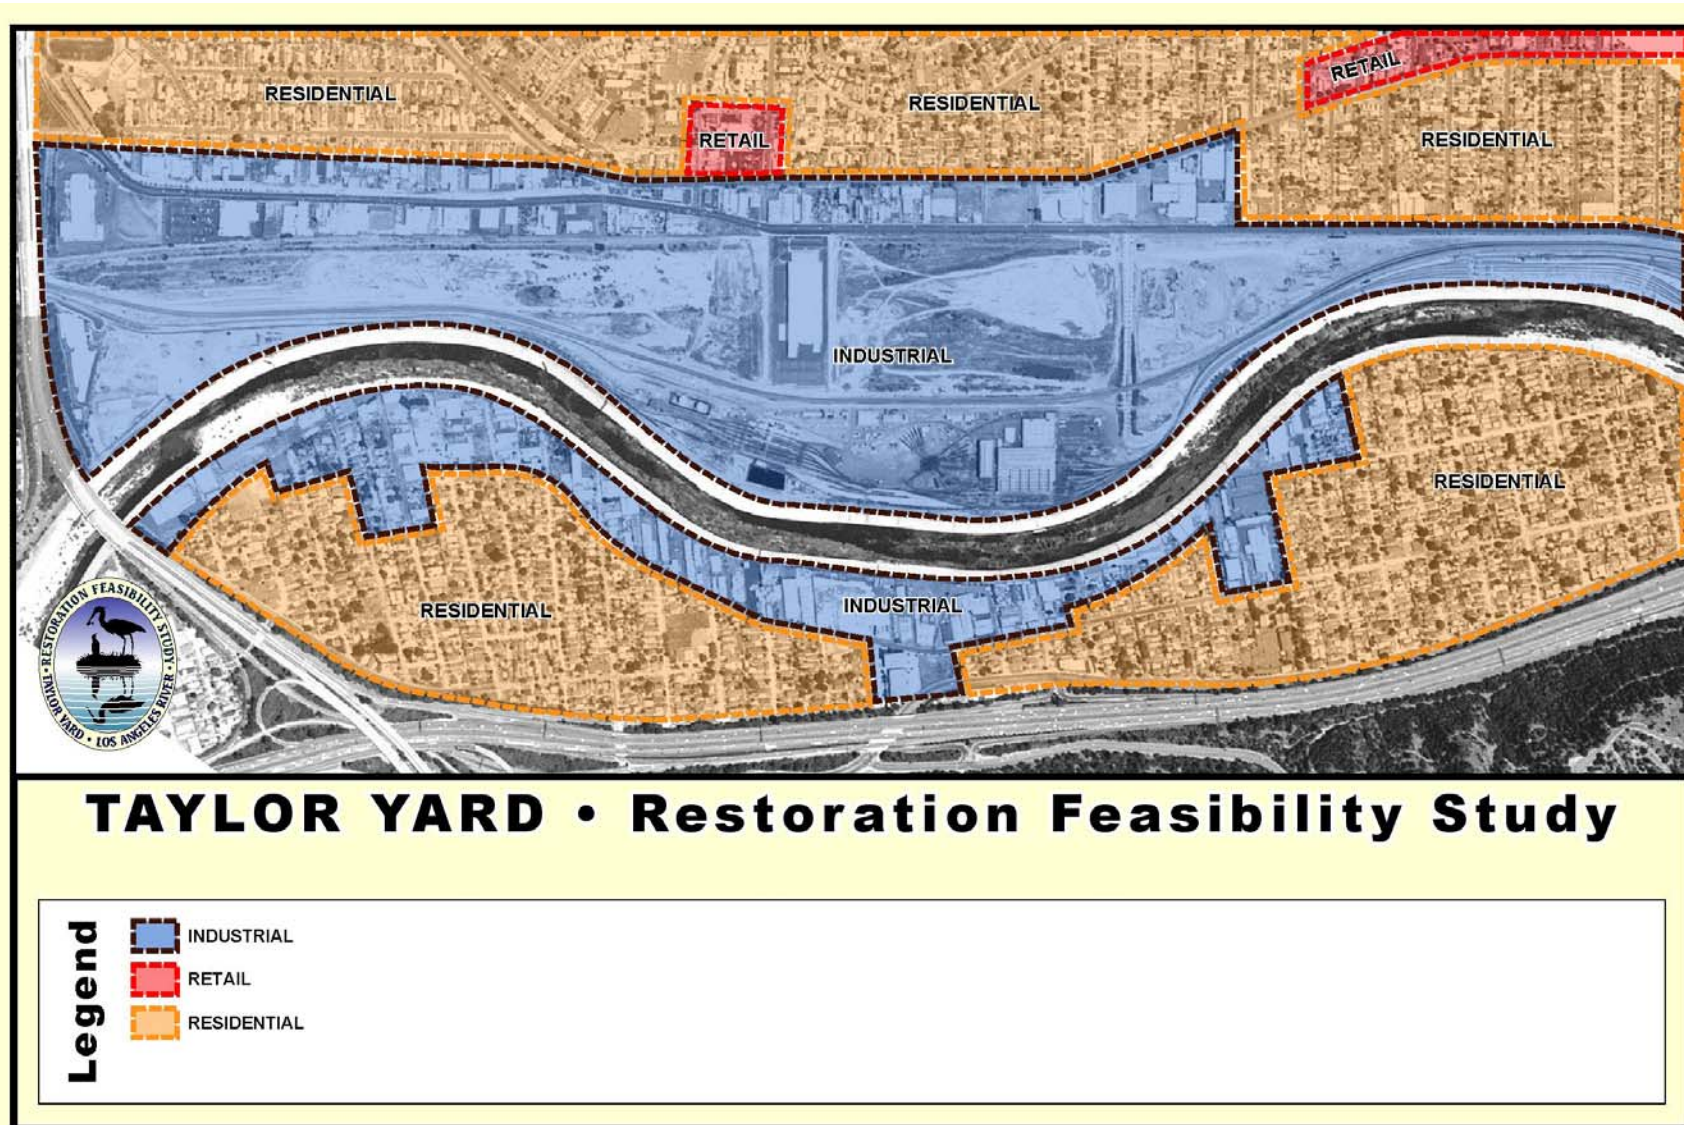 RESIDENTIAL
RETAIL
RESIDENTIAL
RETAIL
RESIDENTIAL
INDUSTRIAL
RESIDENTIAL
INDUSTRIAL
RESIDENTIAL
RESTORATION FEASIBILITY STUDY •
TAYLOR YARD • LOS ANGELES RIVER •
TAYLOR YARD • Restoration Feasibility Study
Legend
INDUSTRIAL
RETAIL
RESIDENTIAL